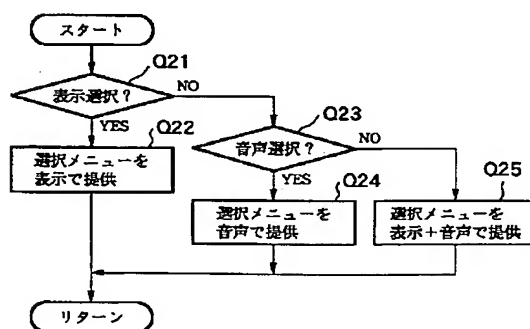 スタート
Q21
表示選択？
NO
YES
Q22
Q23
選択メニューを
表示で提供
音声選択？
NO
YES
Q24
Q25
選択メニューを
音声で提供
選択メニューを
表示＋音声で提供
リターン